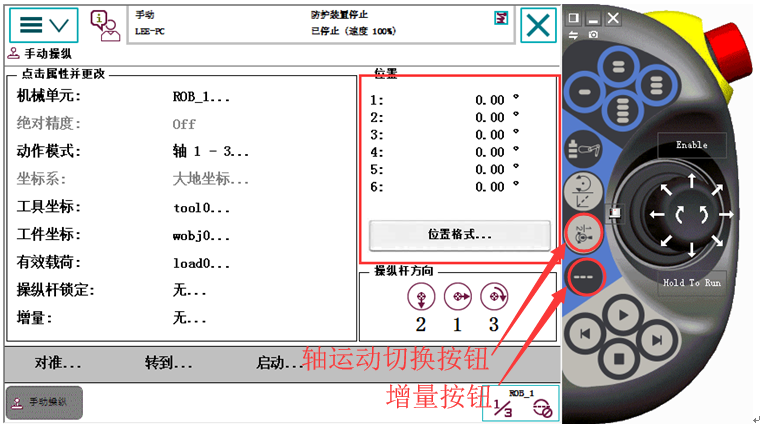 手动
LEE-PC
防护装置停止
已停止 (速度 100%)
手动操纵
点击属性并更改
机械单元: ROB_1...
绝对精度: Off
动作模式: 轴 1 - 3...
坐标系: 大地坐标...
工具坐标: tool0...
工件坐标: wobj0...
有效载荷: load0...
操纵杆锁定: 无...
增量: 无...
位置
1: 0.00 °
2: 0.00 °
3: 0.00 °
4: 0.00 °
5: 0.00 °
6: 0.00 °
位置格式...
操纵杆方向
2 1 3
对准... 转到... 启动...
手动操纵
ROB_1
1/3
Enable
Hold To Run
轴运动切换按钮
增量按钮